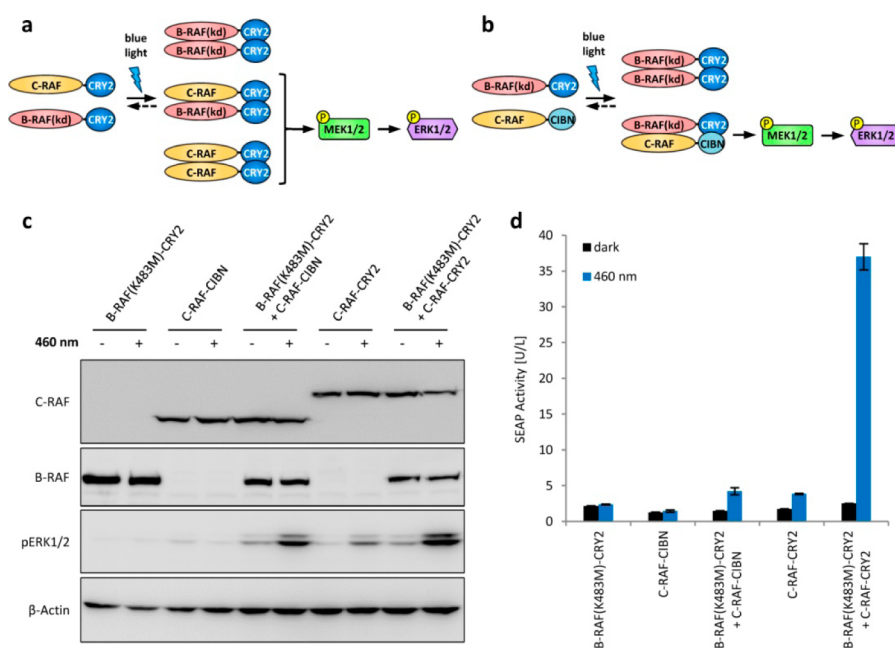 a
blue
light
B-RAF(kd) CRY2
B-RAF(kd) CRY2
C-RAF CRY2
B-RAF(kd) CRY2
C-RAF CRY2
B-RAF(kd) CRY2
C-RAF CRY2
C-RAF CRY2
P
MEK1/2
P
ERK1/2
b
blue
light
B-RAF(kd) CRY2
C-RAF CIBN
B-RAF(kd) CRY2
B-RAF(kd) CRY2
B-RAF(kd) CRY2
C-RAF CIBN
P
MEK1/2
P
ERK1/2
c
B-RAF(K483M)-CRY2
C-RAF-CIBN
B-RAF(K483M)-CRY2
+ C-RAF-CIBN
C-RAF-CRY2
B-RAF(K483M)-CRY2
+ C-RAF-CRY2
460 nm - + - + - + - + - +
C-RAF
B-RAF
pERK1/2
β-Actin
d
SEAP Activity [U/L]
40
35
30
25
20
15
10
5
0
dark
460 nm
B-RAF(K483M)-CRY2
C-RAF-CIBN
B-RAF(K483M)-CRY2
+ C-RAF-CIBN
C-RAF-CRY2
B-RAF(K483M)-CRY2
+ C-RAF-CRY2